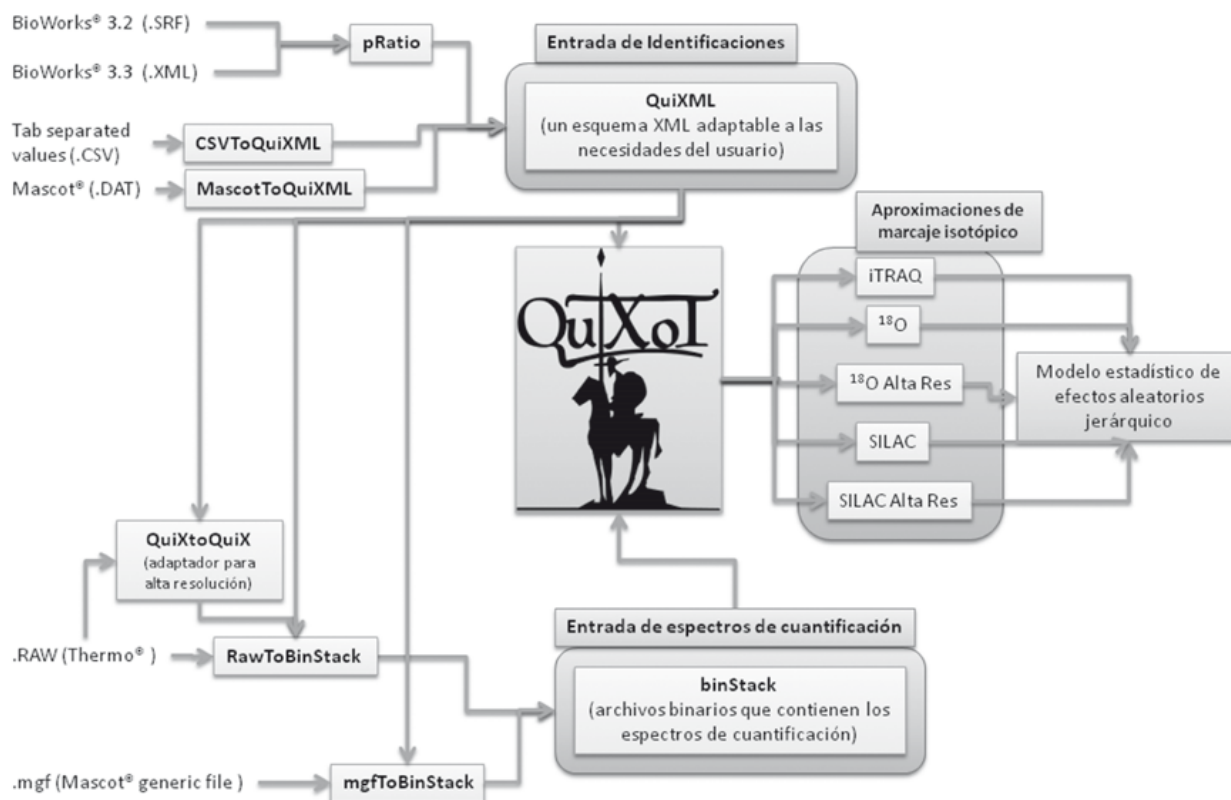 BioWorks® 3.2 (.SRF)
BioWorks® 3.3 (.XML)
pRatio
Entrada de Identificaciones
QuiXML
(un esquema XML adaptable a las
necesidades del usuario)
Tab separated
values (.CSV)
CSVToQuiXML
Mascot® (.DAT)
MascotToQuiXML
Aproximaciones de
marcaje isotópico
QuiXoT
iTRAQ
¹⁸O
¹⁸O Alta Res
SILAC
SILAC Alta Res
Modelo estadístico de
efectos aleatorios
jerárquico
QuiXtoQuiX
(adaptador para
alta resolución)
.RAW (Thermo® )
RawToBinStack
Entrada de espectros de cuantificación
binStack
(archivos binarios que contienen los
espectros de cuantificación)
.mgf (Mascot® generic file )
mgfToBinStack